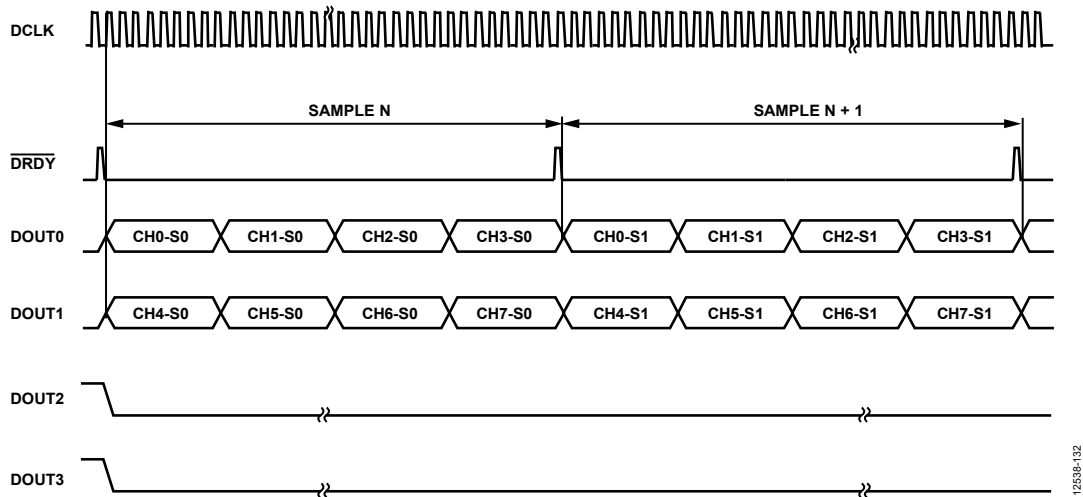 DCLK
SAMPLE N SAMPLE N + 1
DRDY
DOUT0 CH0-S0 CH1-S0 CH2-S0 CH3-S0 CH0-S1 CH1-S1 CH2-S1 CH3-S1
DOUT1 CH4-S0 CH5-S0 CH6-S0 CH7-S0 CH4-S1 CH5-S1 CH6-S1 CH7-S1
DOUT2
DOUT3
12538-132